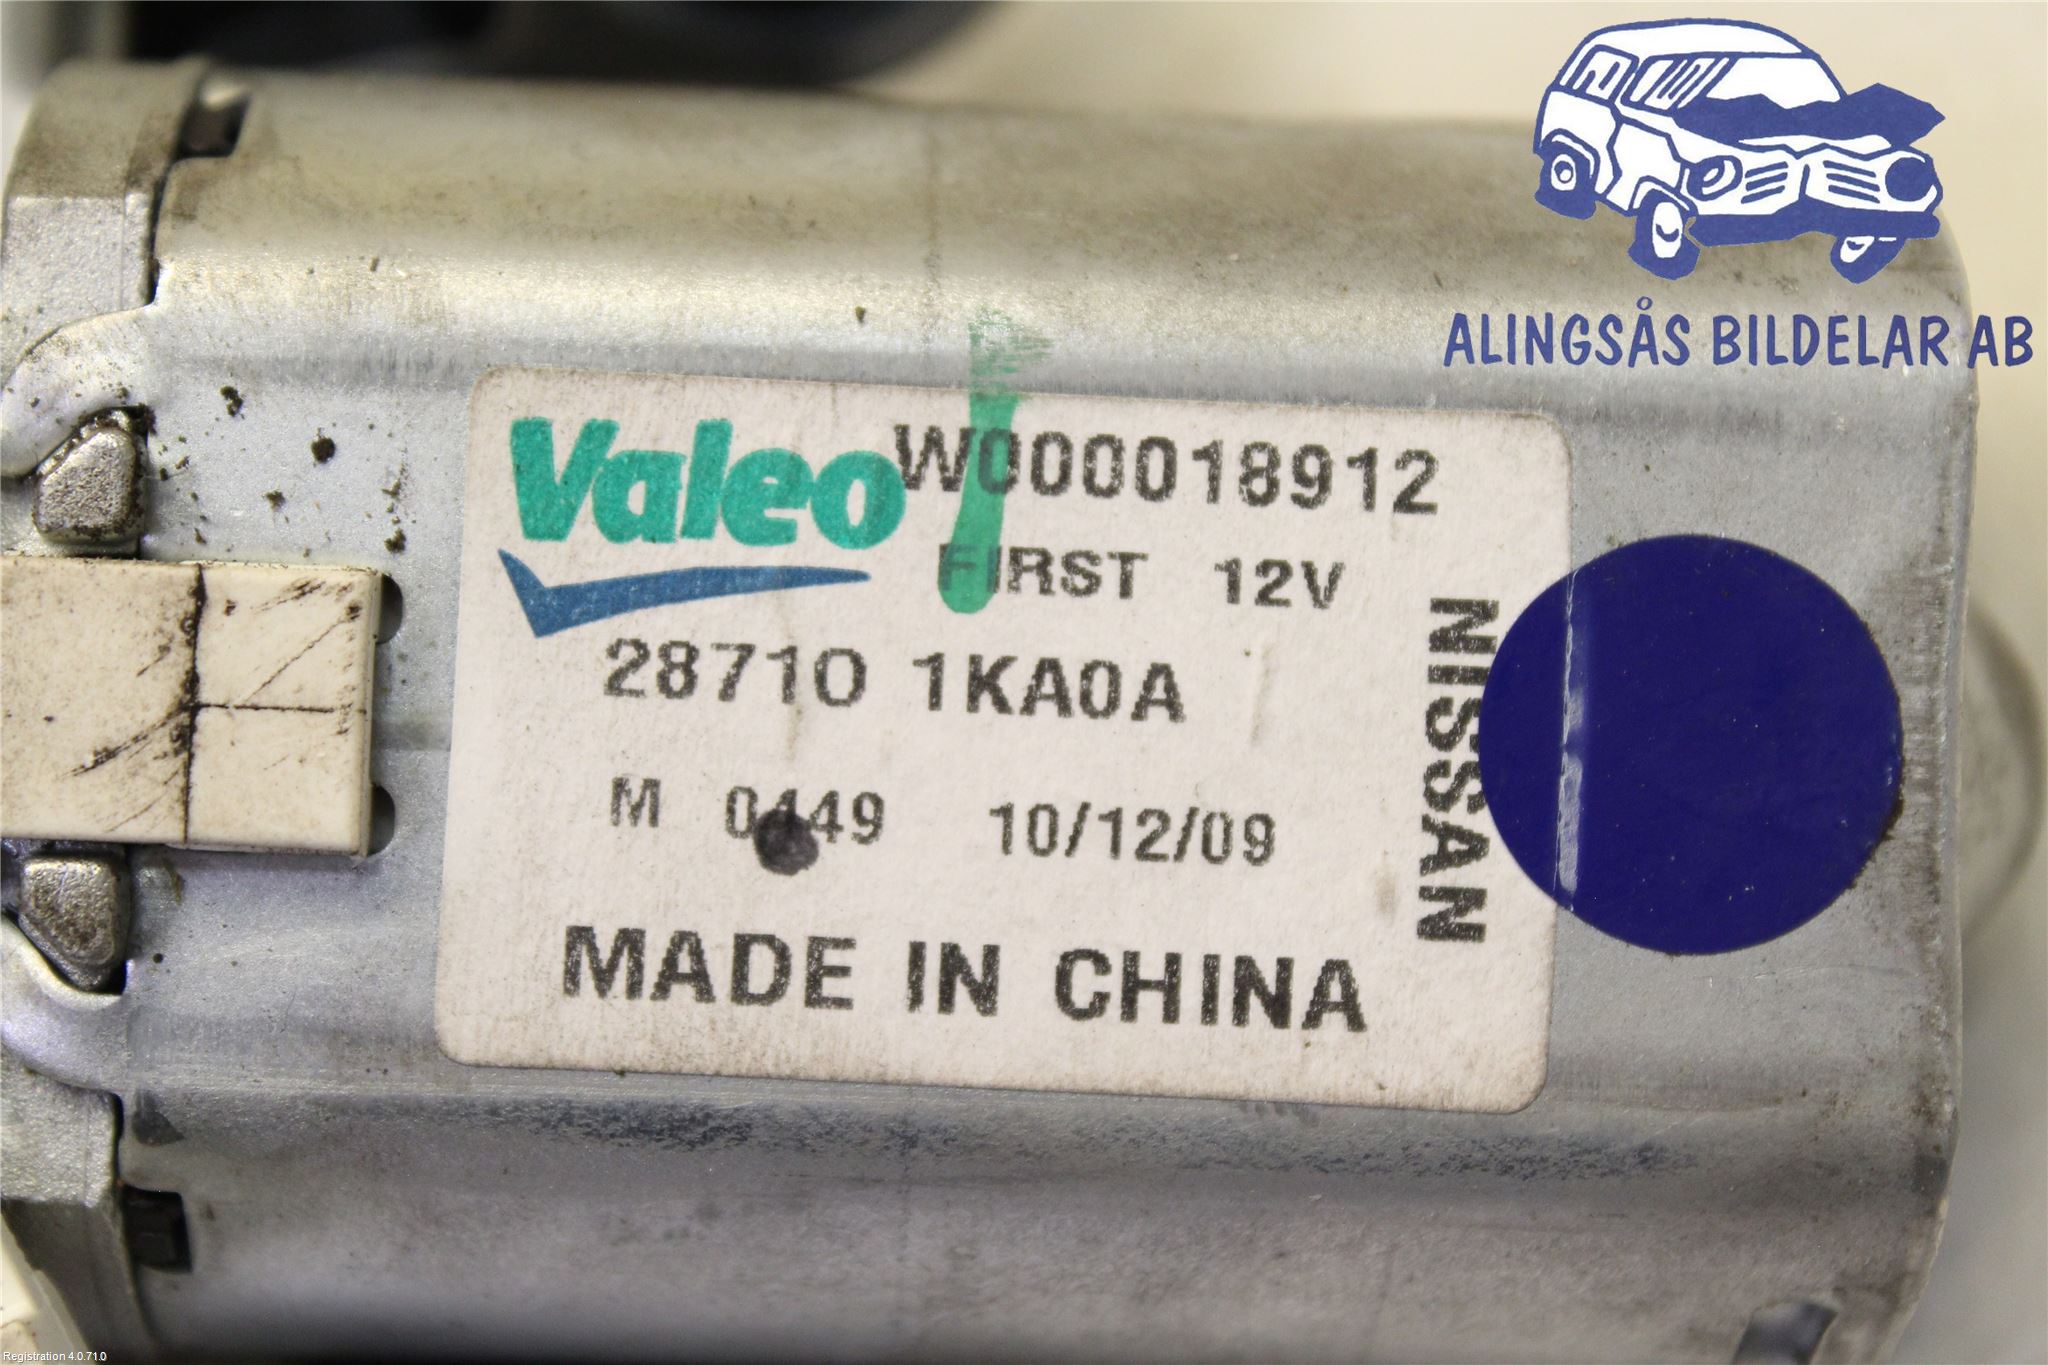 ALINGSÅS BILDELAR AB
Valeo W000018912
FIRST 12V
28710 1KA0A
M 0449 10/12/09
MADE IN CHINA
NISSAN
Registration 4.0.71.0